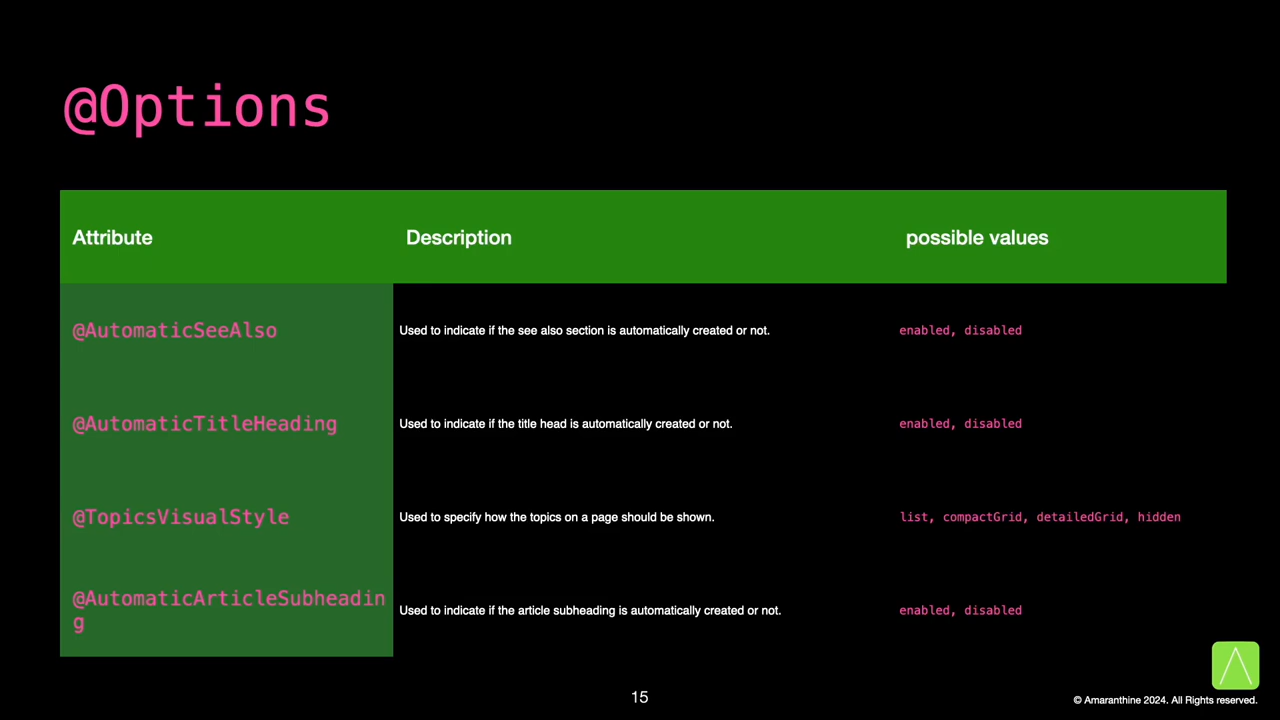 @Options
Attribute Description possible values
@AutomaticSeeAlso Used to indicate if the see also section is automatically created or not. enabled, disabled
@AutomaticTitleHeading Used to indicate if the title head is automatically created or not. enabled, disabled
@TopicsVisualStyle Used to specify how the topics on a page should be shown. list, compactGrid, detailedGrid, hidden
@AutomaticArticleSubheadin
g
Used to indicate if the article subheading is automatically created or not. enabled, disabled
15
© Amaranthine 2024. All Rights reserved.